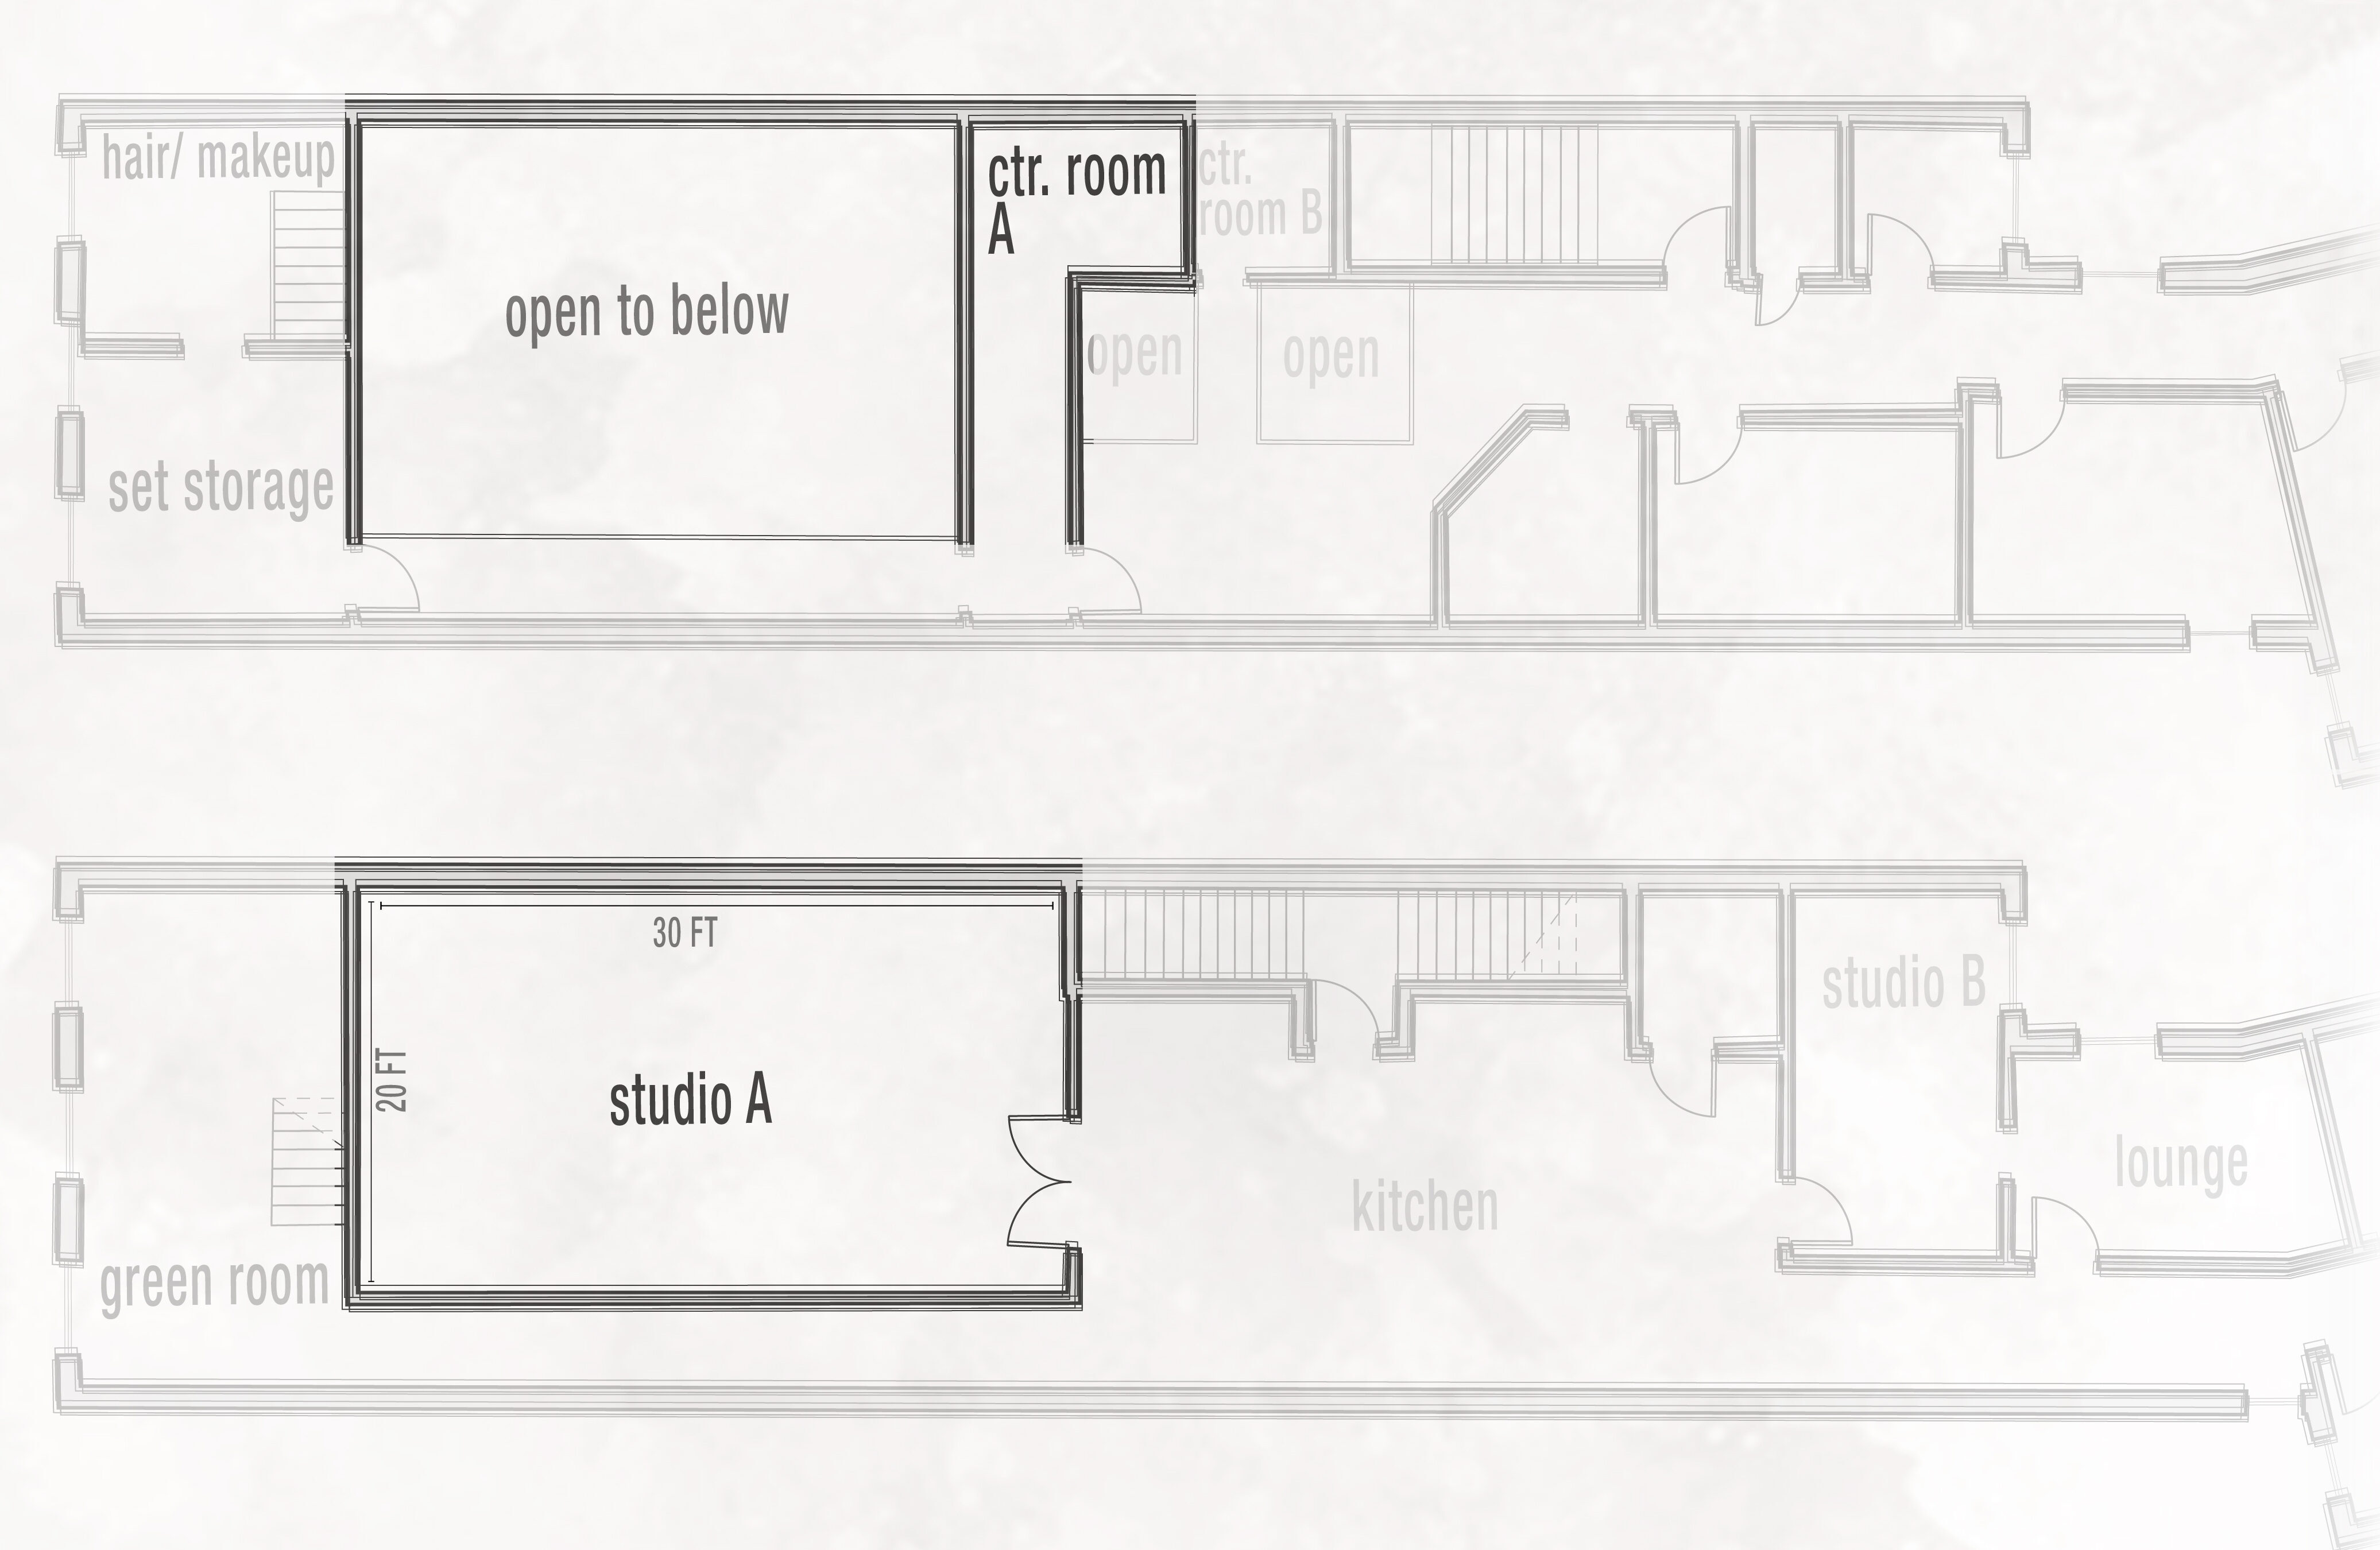 hair/ makeup
ctr. room
A
ctr.
room B
open to below
open
open
set storage
30 FT
20 FT
studio A
studio B
kitchen
lounge
green room